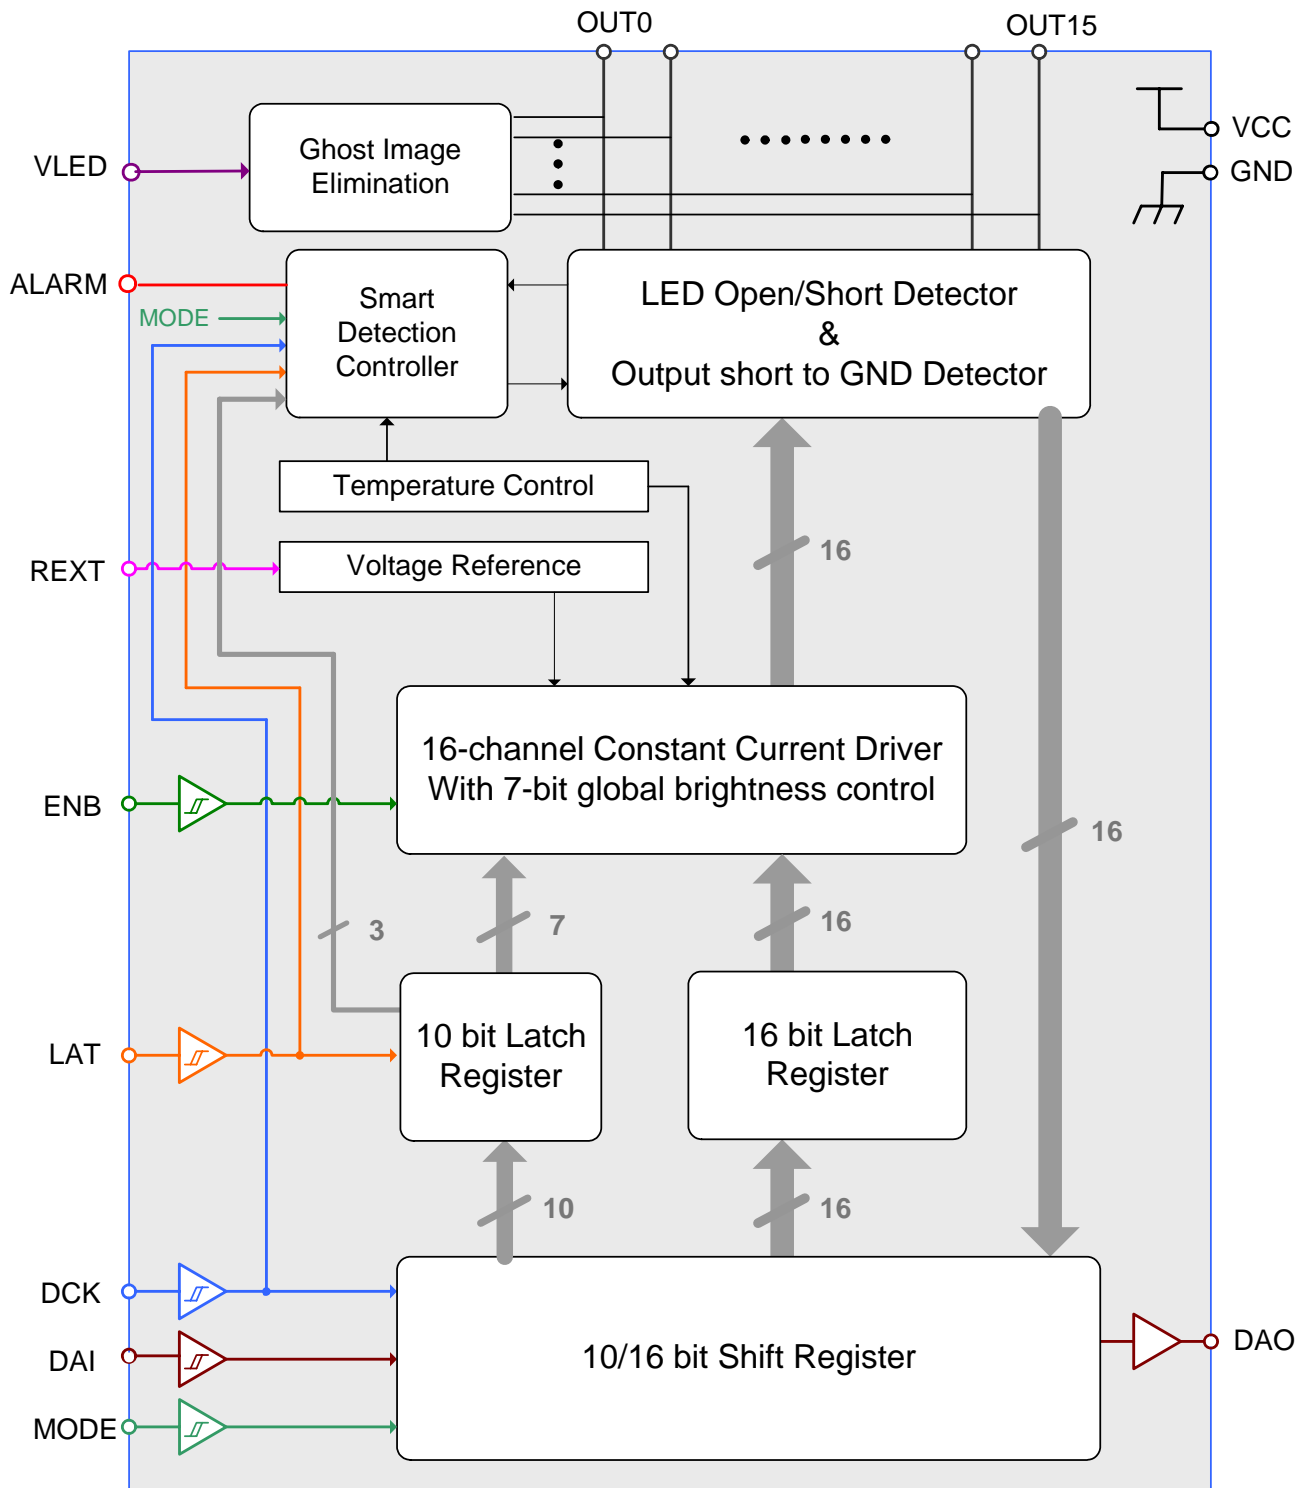 OUT0
OUT15
Ghost Image
Elimination
VLED
VCC
GND
ALARM
MODE
Smart
Detection
Controller
LED Open/Short Detector
&
Output short to GND Detector
Temperature Control
16
REXT
Voltage Reference
16-channel Constant Current Driver
With 7-bit global brightness control
ENB
16
3
7
16
LAT
10 bit Latch
Register
16 bit Latch
Register
10
16
DCK
DAI
MODE
10/16 bit Shift Register
DAO